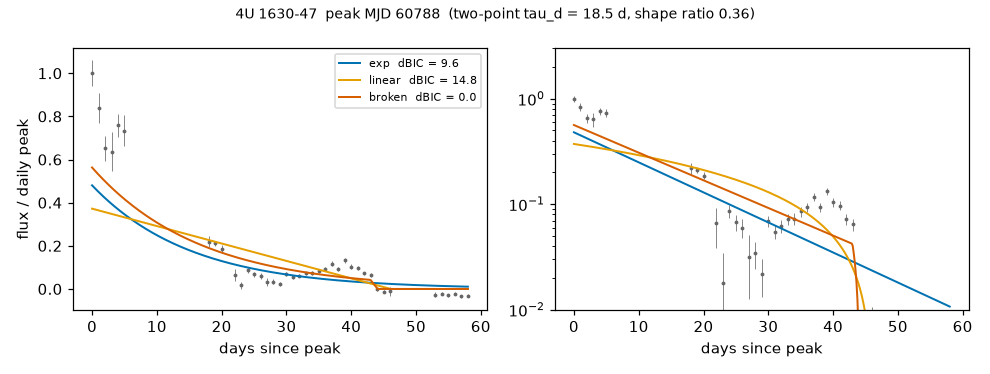 4U 1630-47 peak MJD 60788 (two-point tau_d = 18.5 d, shape ratio 0.36)
flux / daily peak
1.0
0.8
0.6
0.4
0.2
0.0
exp dBIC = 9.6
linear dBIC = 14.8
broken dBIC = 0.0
0 10 20 30 40 50 60
days since peak
10⁰
10⁻¹
10⁻²
0 10 20 30 40 50 60
days since peak